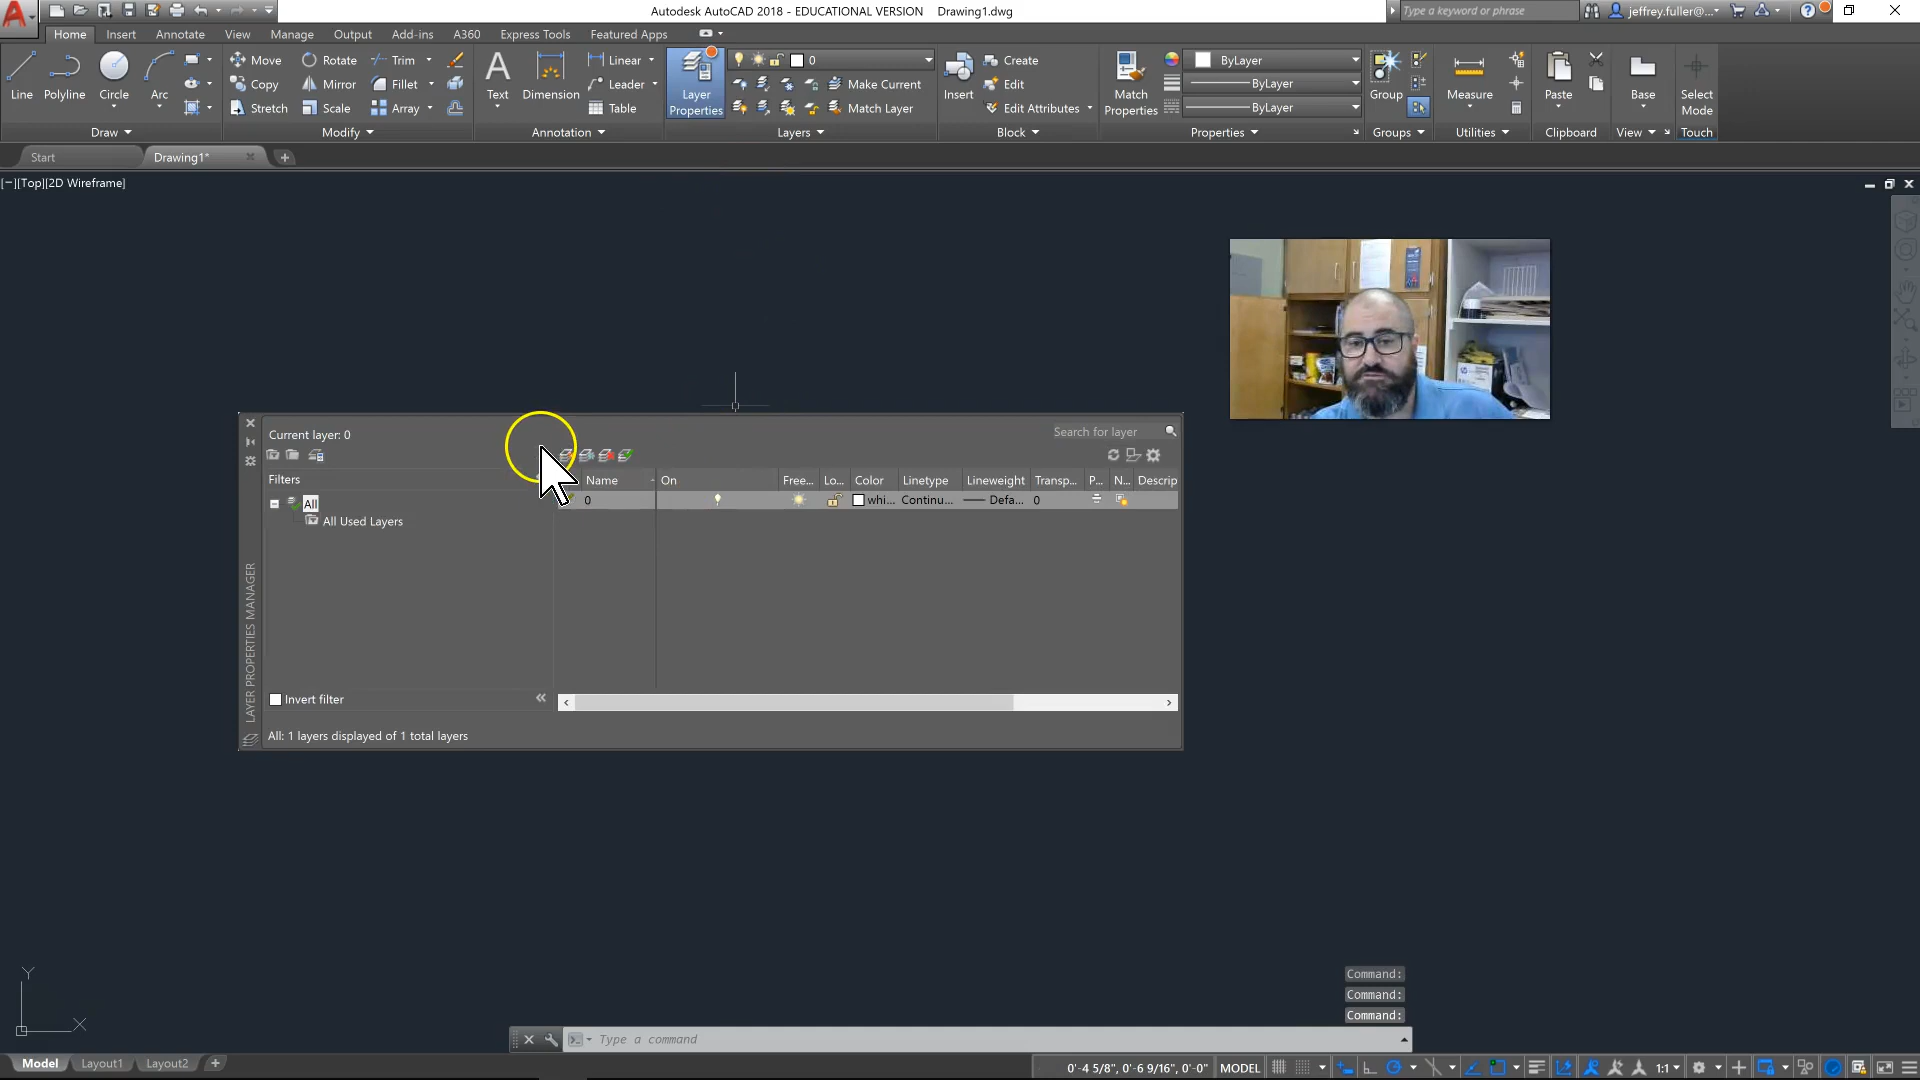 Autodesk AutoCAD 2018 - EDUCATIONAL VERSION Drawing1.dwg
Type a keyword or phrase
jeffrey.fuller@...
Home Insert Annotate View Manage Output Add-ins A360 Express Tools Featured Apps
Line Polyline Circle Arc
Move Rotate Trim
Copy Mirror Fillet
Stretch Scale Array
Text Dimension
Linear
Leader
Table
Layer Properties
0
Make Current
Match Layer
Insert
Create
Edit
Edit Attributes
Match Properties
ByLayer
ByLayer
ByLayer
Group
Measure
Paste
Base
Select Mode
Draw Modify Annotation Layers Block Properties Groups Utilities Clipboard View Touch
Start Drawing1*
[−][Top][2D Wireframe]
Current layer: 0
Search for layer
Filters
Name On Free... Lo... Color Linetype Lineweight Transp... P... N... Descrip
All
0 whi... Continu... Defa... 0
All Used Layers
LAYER PROPERTIES MANAGER
Invert filter
All: 1 layers displayed of 1 total layers
Y
X
Command:
Command:
Command:
Type a command
Model Layout1 Layout2
0'-4 5/8", 0'-6 9/16", 0'-0" MODEL
1:1